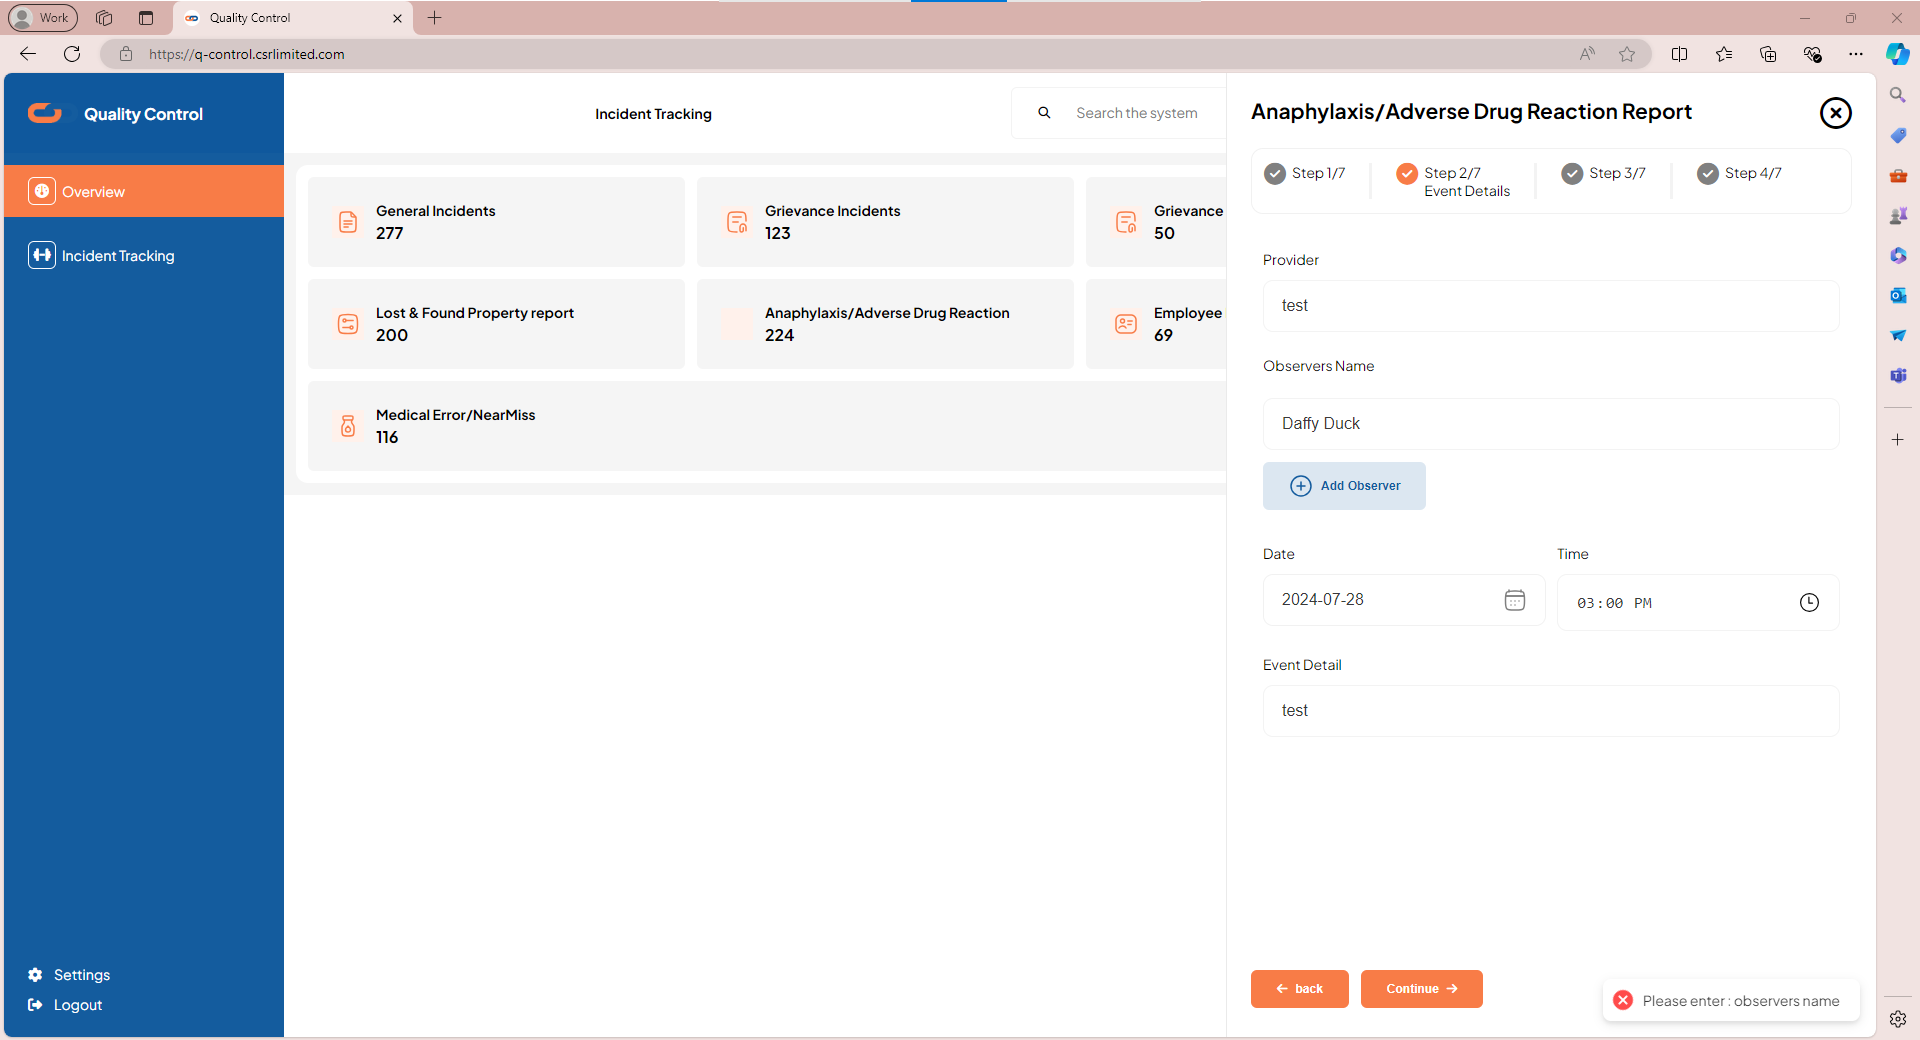 Work
Quality Control
https://q-control.csrlimited.com
Quality Control
Overview
Incident Tracking
Settings
Logout
Incident Tracking
Search the system
General Incidents
277
Grievance Incidents
123
Grievance
50
Lost & Found Property report
200
Anaphylaxis/Adverse Drug Reaction
224
Employee
69
Medical Error/NearMiss
116
Anaphylaxis/Adverse Drug Reaction Report
Step 1/7
Step 2/7
Event Details
Step 3/7
Step 4/7
Provider
test
Observers Name
Daffy Duck
Add Observer
Date
Time
2024-07-28
03:00 PM
Event Detail
test
back
Continue
Please enter : observers name